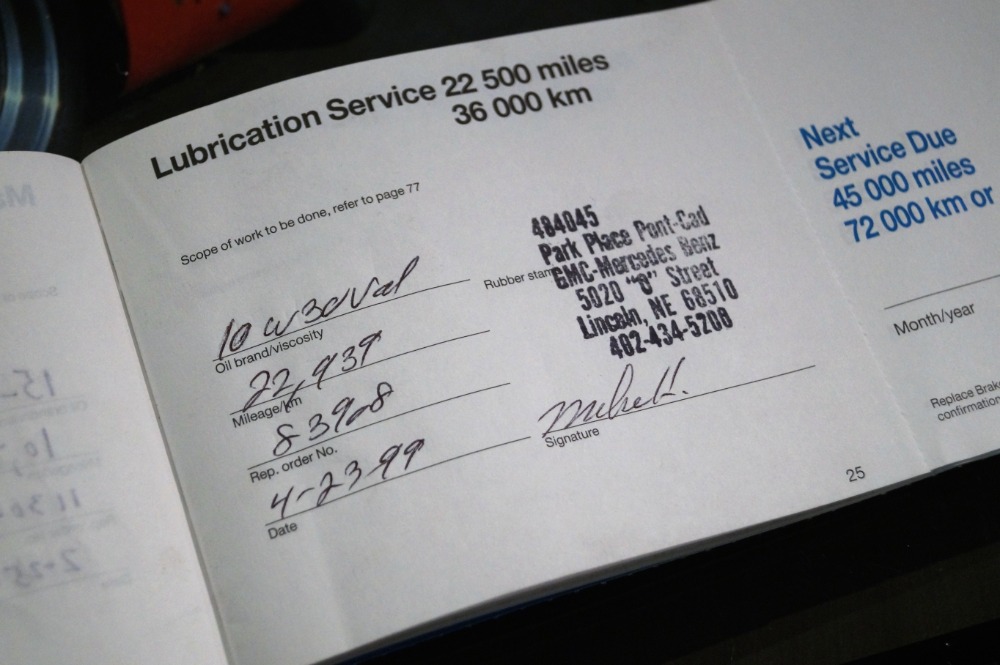 Lubrication Service 22 500 miles
36 000 km
Scope of work to be done, refer to page 77
10w30 Val
Oil brand/viscosity
22,939
Mileage/km
Rep. order No.
4-23-99
Date
Rubber stam
484045
Park Place Pont-Cad
GMC-Mercedes Benz
5020 "O" Street
Lincoln, NE 68510
402-434-5200
Signature
25
Next
Service Due
45 000 miles
72 000 km or
Month/year
Replace Brak
confirmation